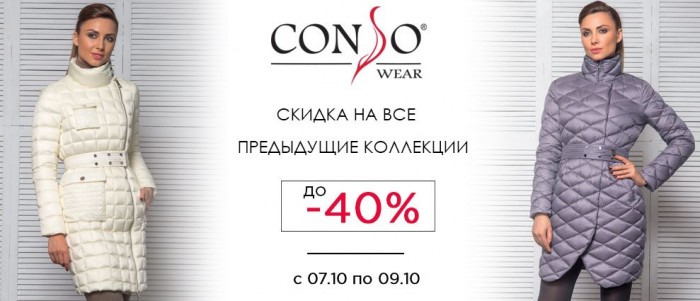 CONSO®
WEAR
СКИДКА НА ВСЕ
ПРЕДЫДУЩИЕ КОЛЛЕКЦИИ
ДО
-40%
с 07.10 по 09.10